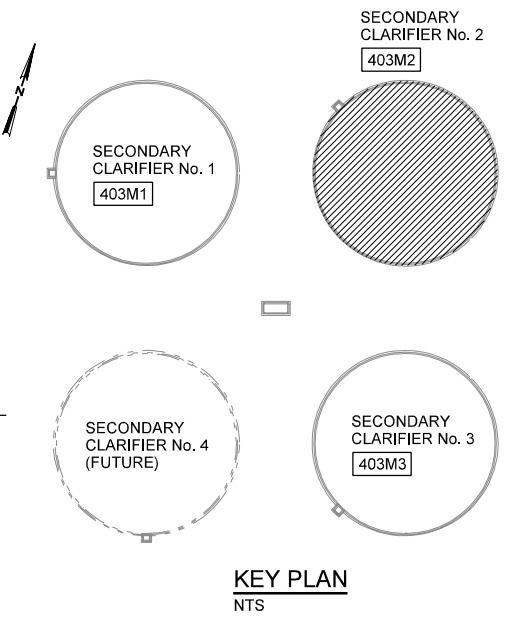 SECONDARY
CLARIFIER No. 2
403M2
N
SECONDARY
CLARIFIER No. 1
403M1
SECONDARY
CLARIFIER No. 4
(FUTURE)
SECONDARY
CLARIFIER No. 3
403M3
KEY PLAN
NTS